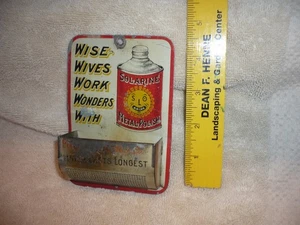 WISE
WIVES
WORK
WONDERS
WITH
SOLARINE
METAL POLISH
LONGEST
DEAN F. HENNE
LANDSCAPING & Garden Center